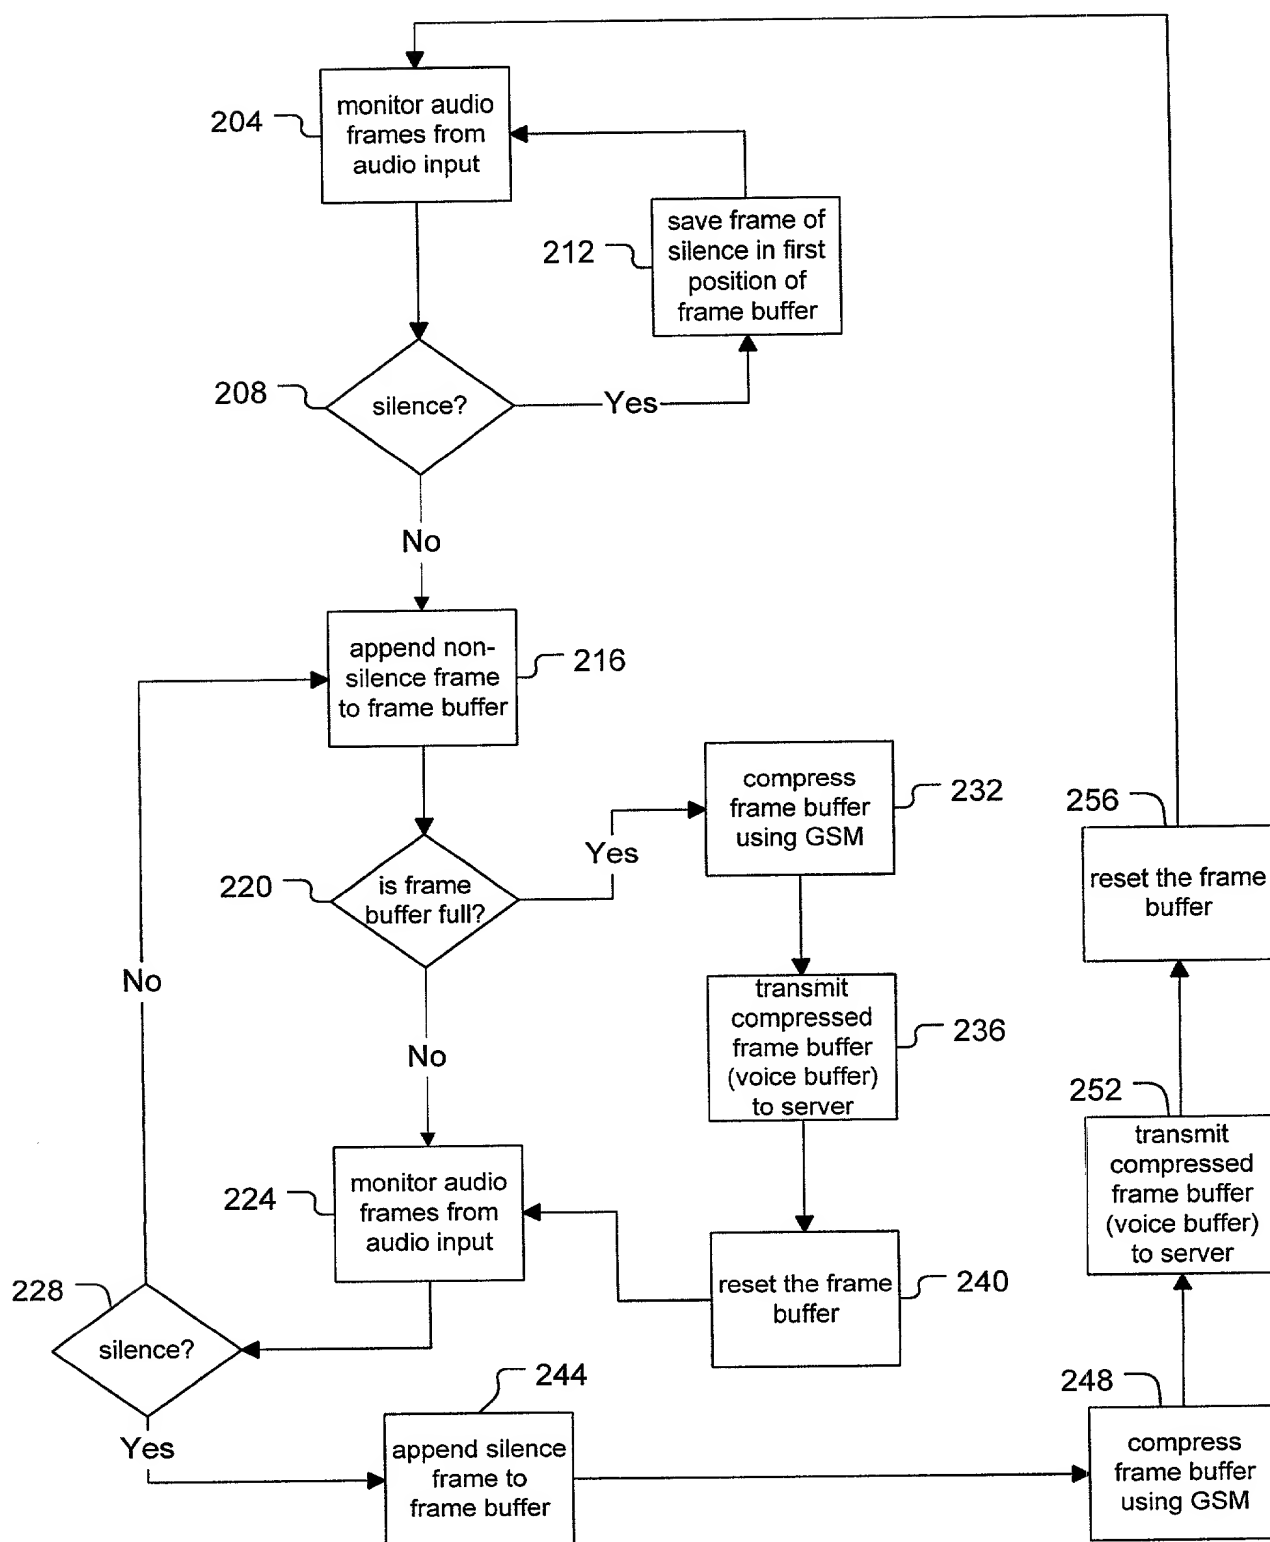 204
monitor audio
frames from
audio input
212
save frame of
silence in first
position of
frame buffer
208
silence?
Yes
No
append non-
silence frame
to frame buffer
216
220
is frame
buffer full?
Yes
compress
frame buffer
using GSM
232
256
reset the frame
buffer
No
transmit
compressed
frame buffer
(voice buffer)
to server
236
No
224
monitor audio
frames from
audio input
252
transmit
compressed
frame buffer
(voice buffer)
to server
228
silence?
reset the frame
buffer
240
244
Yes
append silence
frame to
frame buffer
248
compress
frame buffer
using GSM